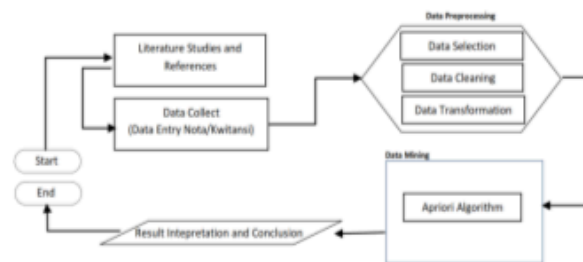 Data Preprocessing
Literature Studies and
References
Data Selection
Data Cleaning
Data Collect
(Data Entry Nota/Kwitansi)
Data Transformation
Start
Data Mining
End
Apriori Algorithm
Result Intepretation and Conclusion